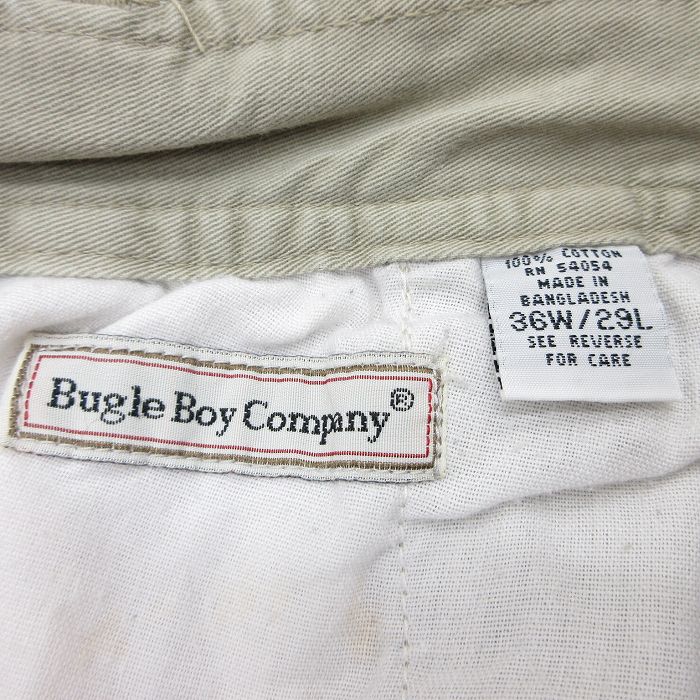 100% COTTON
RN 54054
MADE IN
BANGLADESH
36W/29L
SEE REVERSE
FOR CARE
Bugle Boy Company®